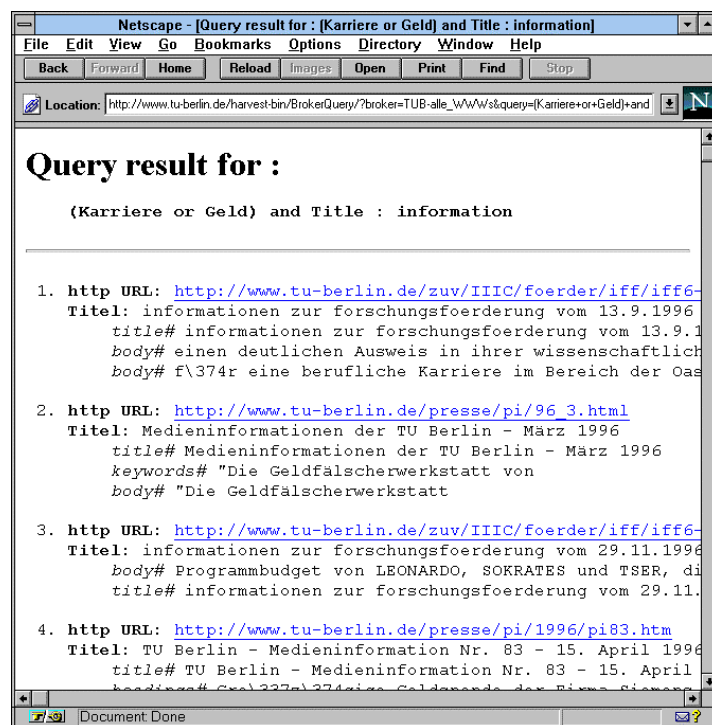 Netscape - [Query result for : (Karriere or Geld) and Title : information]
File Edit View Go Bookmarks Options Directory Window Help
Back Forward Home Reload Images Open Print Find Stop
Location: http://www.tu-berlin.de/harvest-bin/BrokerQuery/?broker=TUB-alle_WWWs&query=(Karriere+or+Geld)+and
N
Query result for :
(Karriere or Geld) and Title : information
1. http URL: http://www.tu-berlin.de/zuv/IIIC/foerder/iff/iff6-
Titel: informationen zur forschungsfoerderung vom 13.9.1996
title# informationen zur forschungsfoerderung vom 13.9.1
body# einen deutlichen Ausweis in ihrer wissenschaftlich
body# f\374r eine berufliche Karriere im Bereich der Oas
2. http URL: http://www.tu-berlin.de/presse/pi/96_3.html
Titel: Medieninformationen der TU Berlin - März 1996
title# Medieninformationen der TU Berlin - März 1996
keywords# "Die Geldfälscherwerkstatt von
body# "Die Geldfälscherwerkstatt
3. http URL: http://www.tu-berlin.de/zuv/IIIC/foerder/iff/iff6-
Titel: informationen zur forschungsfoerderung vom 29.11.1996
body# Programmbudget von LEONARDO, SOKRATES und TSER, di
title# informationen zur forschungsfoerderung vom 29.11.
4. http URL: http://www.tu-berlin.de/presse/pi/1996/pi83.htm
Titel: TU Berlin - Medieninformation Nr. 83 - 15. April 1996
title# TU Berlin - Medieninformation Nr. 83 - 15. April
headings# Gro\337z\374gige Geldspende der Firma Siemens
Document: Done